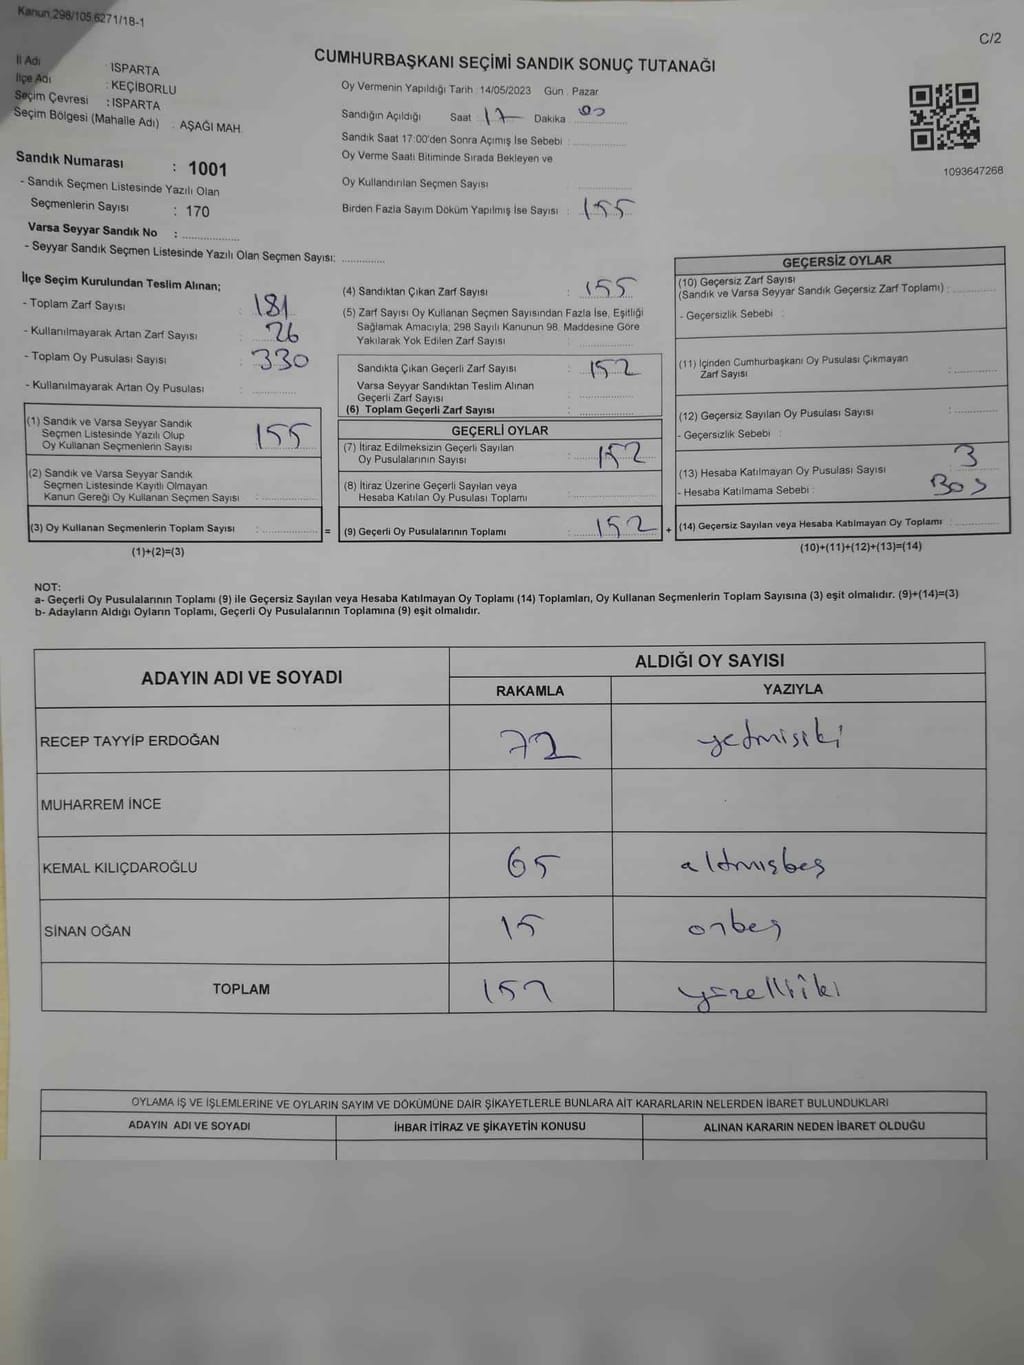 Kanun,298/105,6271/18-1
C/2
İl Adı : ISPARTA
İlçe Adı : KEÇİBORLU
Seçim Çevresi : ISPARTA
Seçim Bölgesi (Mahalle Adı) : AŞAĞI MAH.
Sandık Numarası : 1001
- Sandık Seçmen Listesinde Yazılı Olan
Seçmenlerin Sayısı : 170
Varsa Seyyar Sandık No :
- Seyyar Sandık Seçmen Listesinde Yazılı Olan Seçmen Sayısı:
CUMHURBAŞKANI SEÇİMİ SANDIK SONUÇ TUTANAĞI
Oy Vermenin Yapıldığı Tarih : 14/05/2023 Gün : Pazar
Sandığın Açıldığı Saat 17 Dakika 00
Sandık Saat 17:00'den Sonra Açımış İse Sebebi :
Oy Verme Saati Bitiminde Sırada Bekleyen ve
Oy Kullandırılan Seçmen Sayısı
Birden Fazla Sayım Döküm Yapılmış İse Sayısı : 155
1093647268
İlçe Seçim Kurulundan Teslim Alınan;
- Toplam Zarf Sayısı : 181
- Kullanılmayarak Artan Zarf Sayısı : 26
- Toplam Oy Pusulası Sayısı : 330
- Kullanılmayarak Artan Oy Pusulası :
(1) Sandık ve Varsa Seyyar Sandık
Seçmen Listesinde Yazılı Olup
Oy Kullanan Seçmenlerin Sayısı : 155
(2) Sandık ve Varsa Seyyar Sandık
Seçmen Listesinde Kayıtlı Olmayan
Kanun Gereği Oy Kullanan Seçmen Sayısı :
(3) Oy Kullanan Seçmenlerin Toplam Sayısı : =
(1)+(2)=(3)
(4) Sandıktan Çıkan Zarf Sayısı : 155
(5) Zarf Sayısı Oy Kullanan Seçmen Sayısından Fazla İse, Eşitliği
Sağlamak Amacıyla; 298 Sayılı Kanunun 98. Maddesine Göre
Yakılarak Yok Edilen Zarf Sayısı :
Sandıkta Çıkan Geçerli Zarf Sayısı : 152
Varsa Seyyar Sandıktan Teslim Alınan
Geçerli Zarf Sayısı :
(6) Toplam Geçerli Zarf Sayısı :
GEÇERLİ OYLAR
(7) İtiraz Edilmeksizin Geçerli Sayılan
Oy Pusulalarının Sayısı : 152
(8) İtiraz Üzerine Geçerli Sayılan veya
Hesaba Katılan Oy Pusulası Toplamı :
(9) Geçerli Oy Pusulalarının Toplamı : 152 +
GEÇERSİZ OYLAR
(10) Geçersiz Zarf Sayısı
(Sandık ve Varsa Seyyar Sandık Geçersiz Zarf Toplamı) :
- Geçersizlik Sebebi :
(11) İçinden Cumhurbaşkanı Oy Pusulası Çıkmayan
Zarf Sayısı :
(12) Geçersiz Sayılan Oy Pusulası Sayısı :
- Geçersizlik Sebebi :
(13) Hesaba Katılmayan Oy Pusulası Sayısı : 3
- Hesaba Katılmama Sebebi : Boş
(14) Geçersiz Sayılan veya Hesaba Katılmayan Oy Toplamı :
(10)+(11)+(12)+(13)=(14)
NOT:
a- Geçerli Oy Pusulalarının Toplamı (9) ile Geçersiz Sayılan veya Hesaba Katılmayan Oy Toplamı (14) Toplamları, Oy Kullanan Seçmenlerin Toplam Sayısına (3) eşit olmalıdır. (9)+(14)=(3)
b- Adayların Aldığı Oyların Toplamı, Geçerli Oy Pusulalarının Toplamına (9) eşit olmalıdır.
ADAYIN ADI VE SOYADI
ALDIĞI OY SAYISI
RAKAMLA YAZIYLA
RECEP TAYYİP ERDOĞAN 72 yetmişiki
MUHARREM İNCE
KEMAL KILIÇDAROĞLU 65 altmışbeş
SİNAN OĞAN 15 onbeş
TOPLAM 152 yüzelliiki
OYLAMA İŞ VE İŞLEMLERİNE VE OYLARIN SAYIM VE DÖKÜMÜNE DAİR ŞİKAYETLERLE BUNLARA AİT KARARLARIN NELERDEN İBARET BULUNDUKLARI
ADAYIN ADI VE SOYADI İHBAR İTİRAZ VE ŞİKAYETİN KONUSU ALINAN KARARIN NEDEN İBARET OLDUĞU